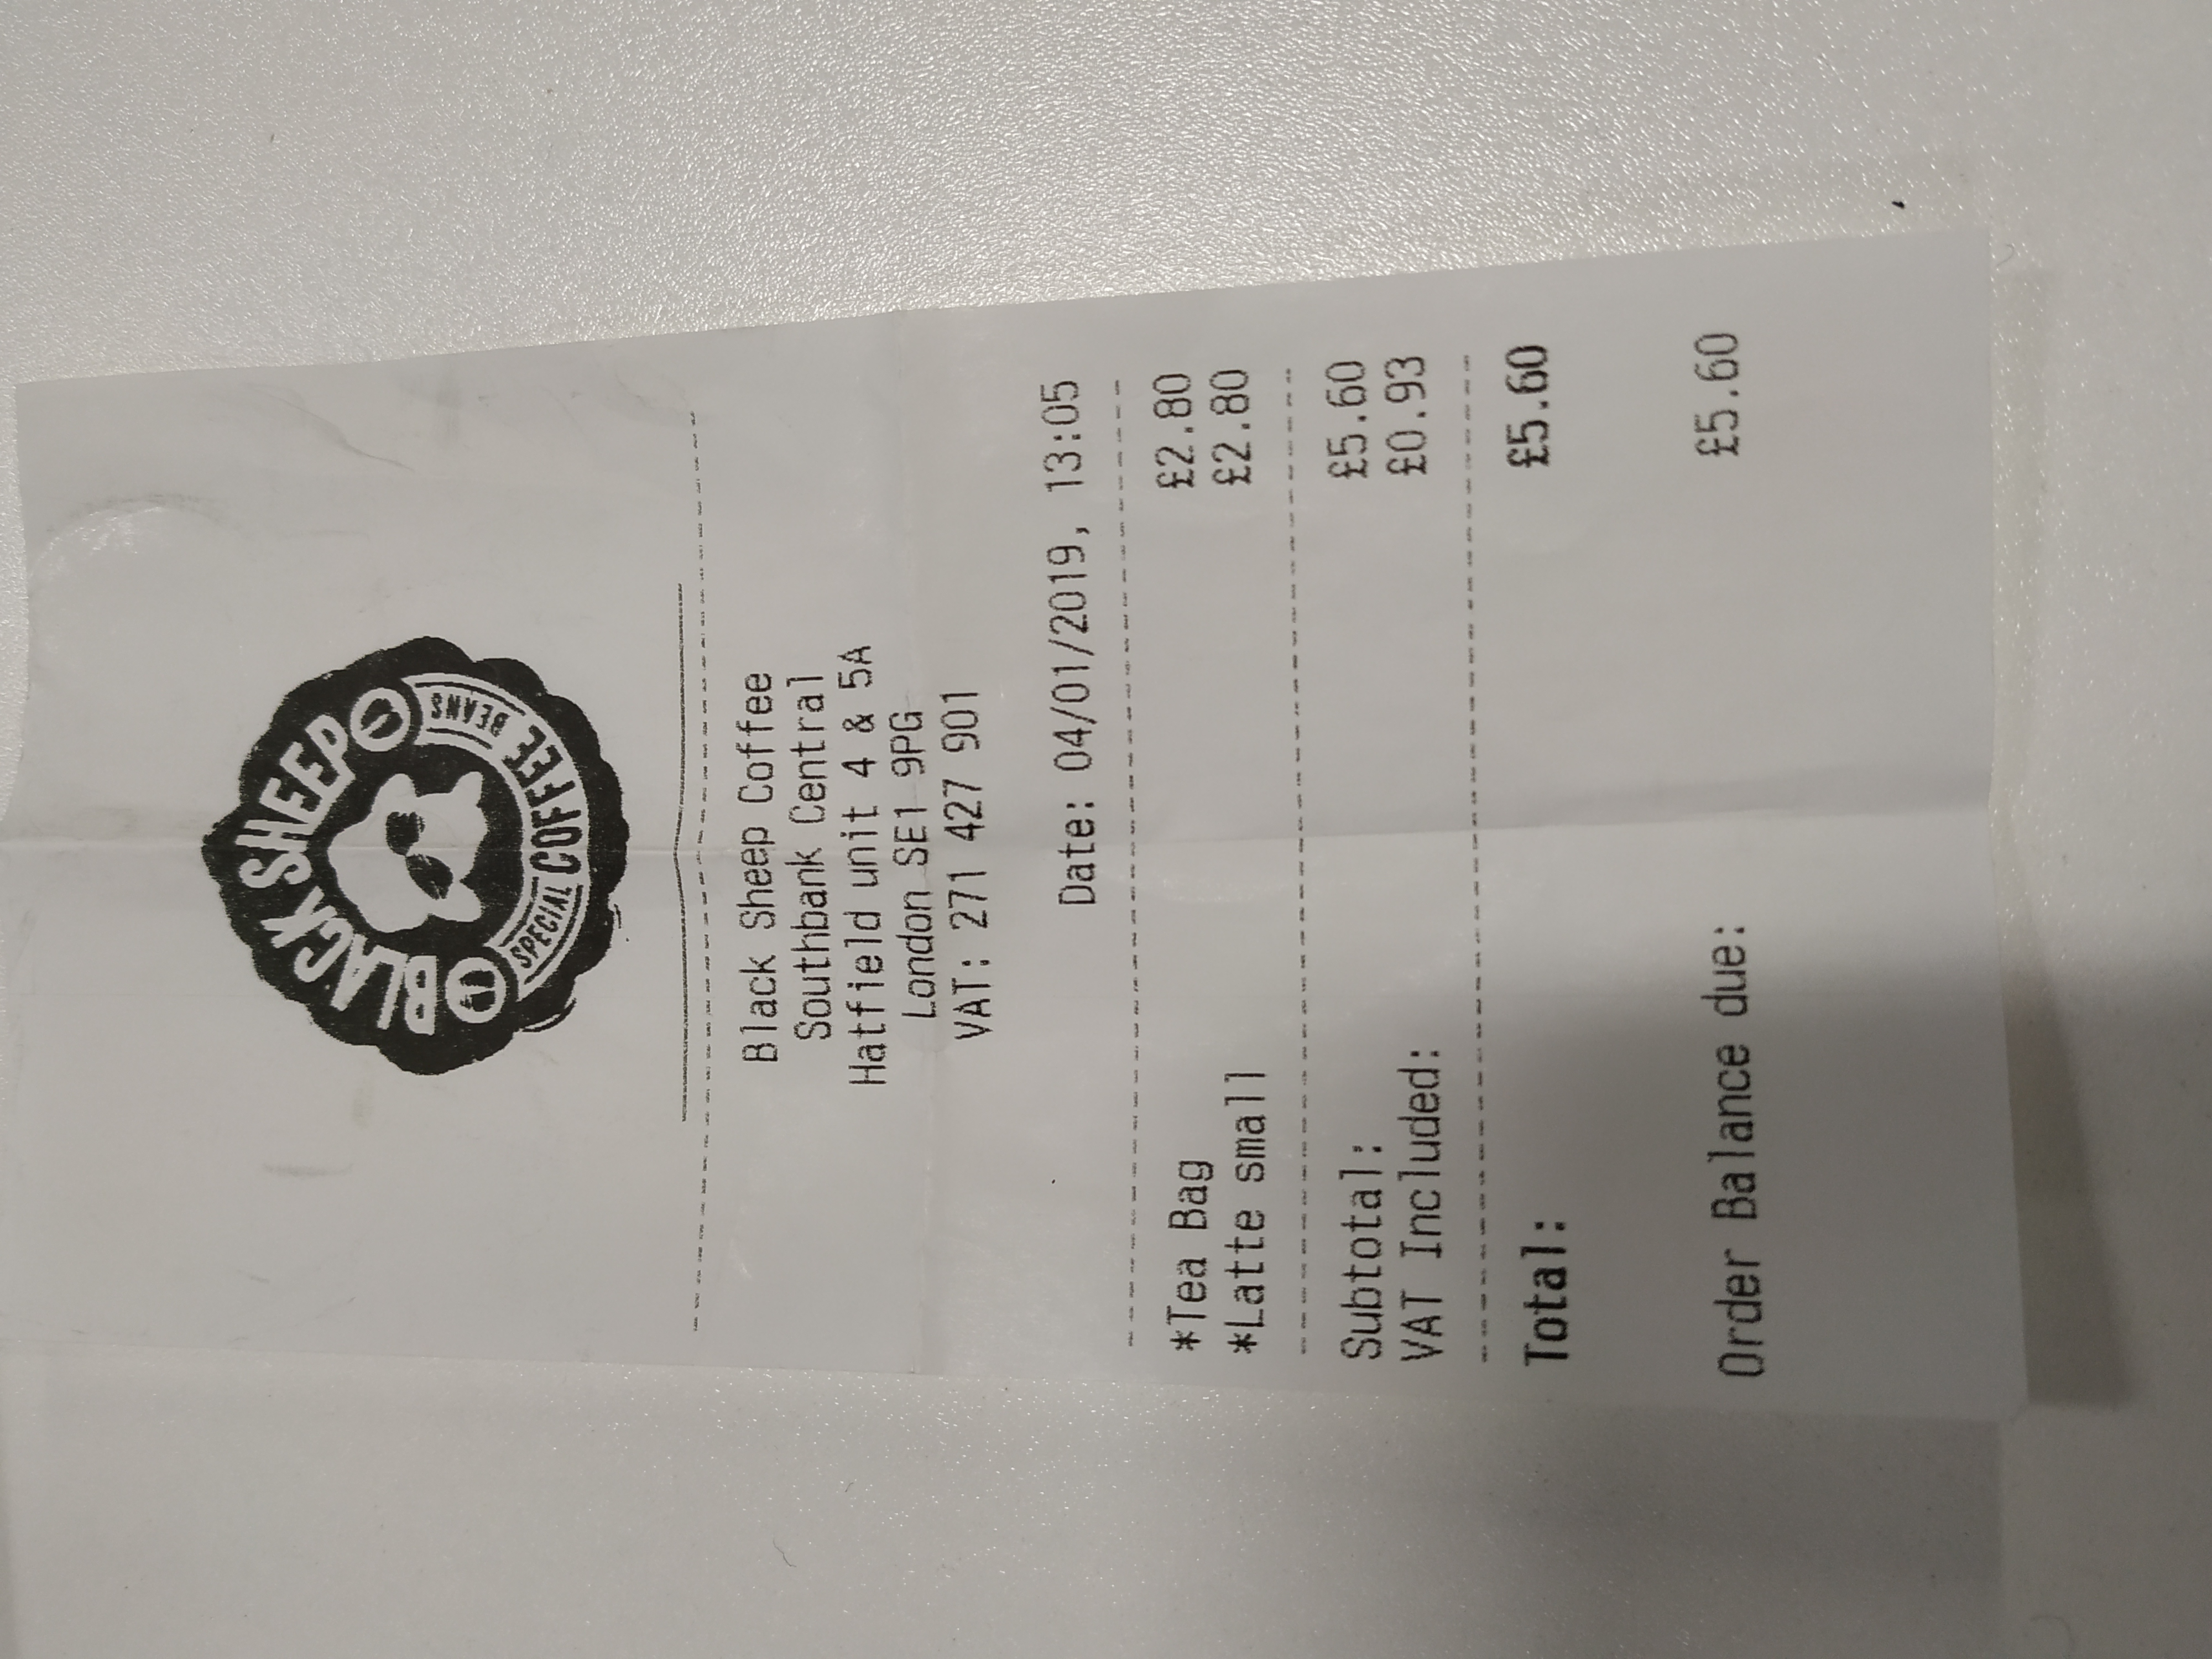 BLACK SHEEP
SPECIAL COFFEE BEANS
Black Sheep Coffee
Southbank Central
Hatfield unit 4 & 5A
London SE1 9PG
VAT: 271 427 901
Date: 04/01/2019, 13:05
*Tea Bag £2.80
*Latte small £2.80
Subtotal: £5.60
VAT Included: £0.93
Total: £5.60
Order Balance due: £5.60